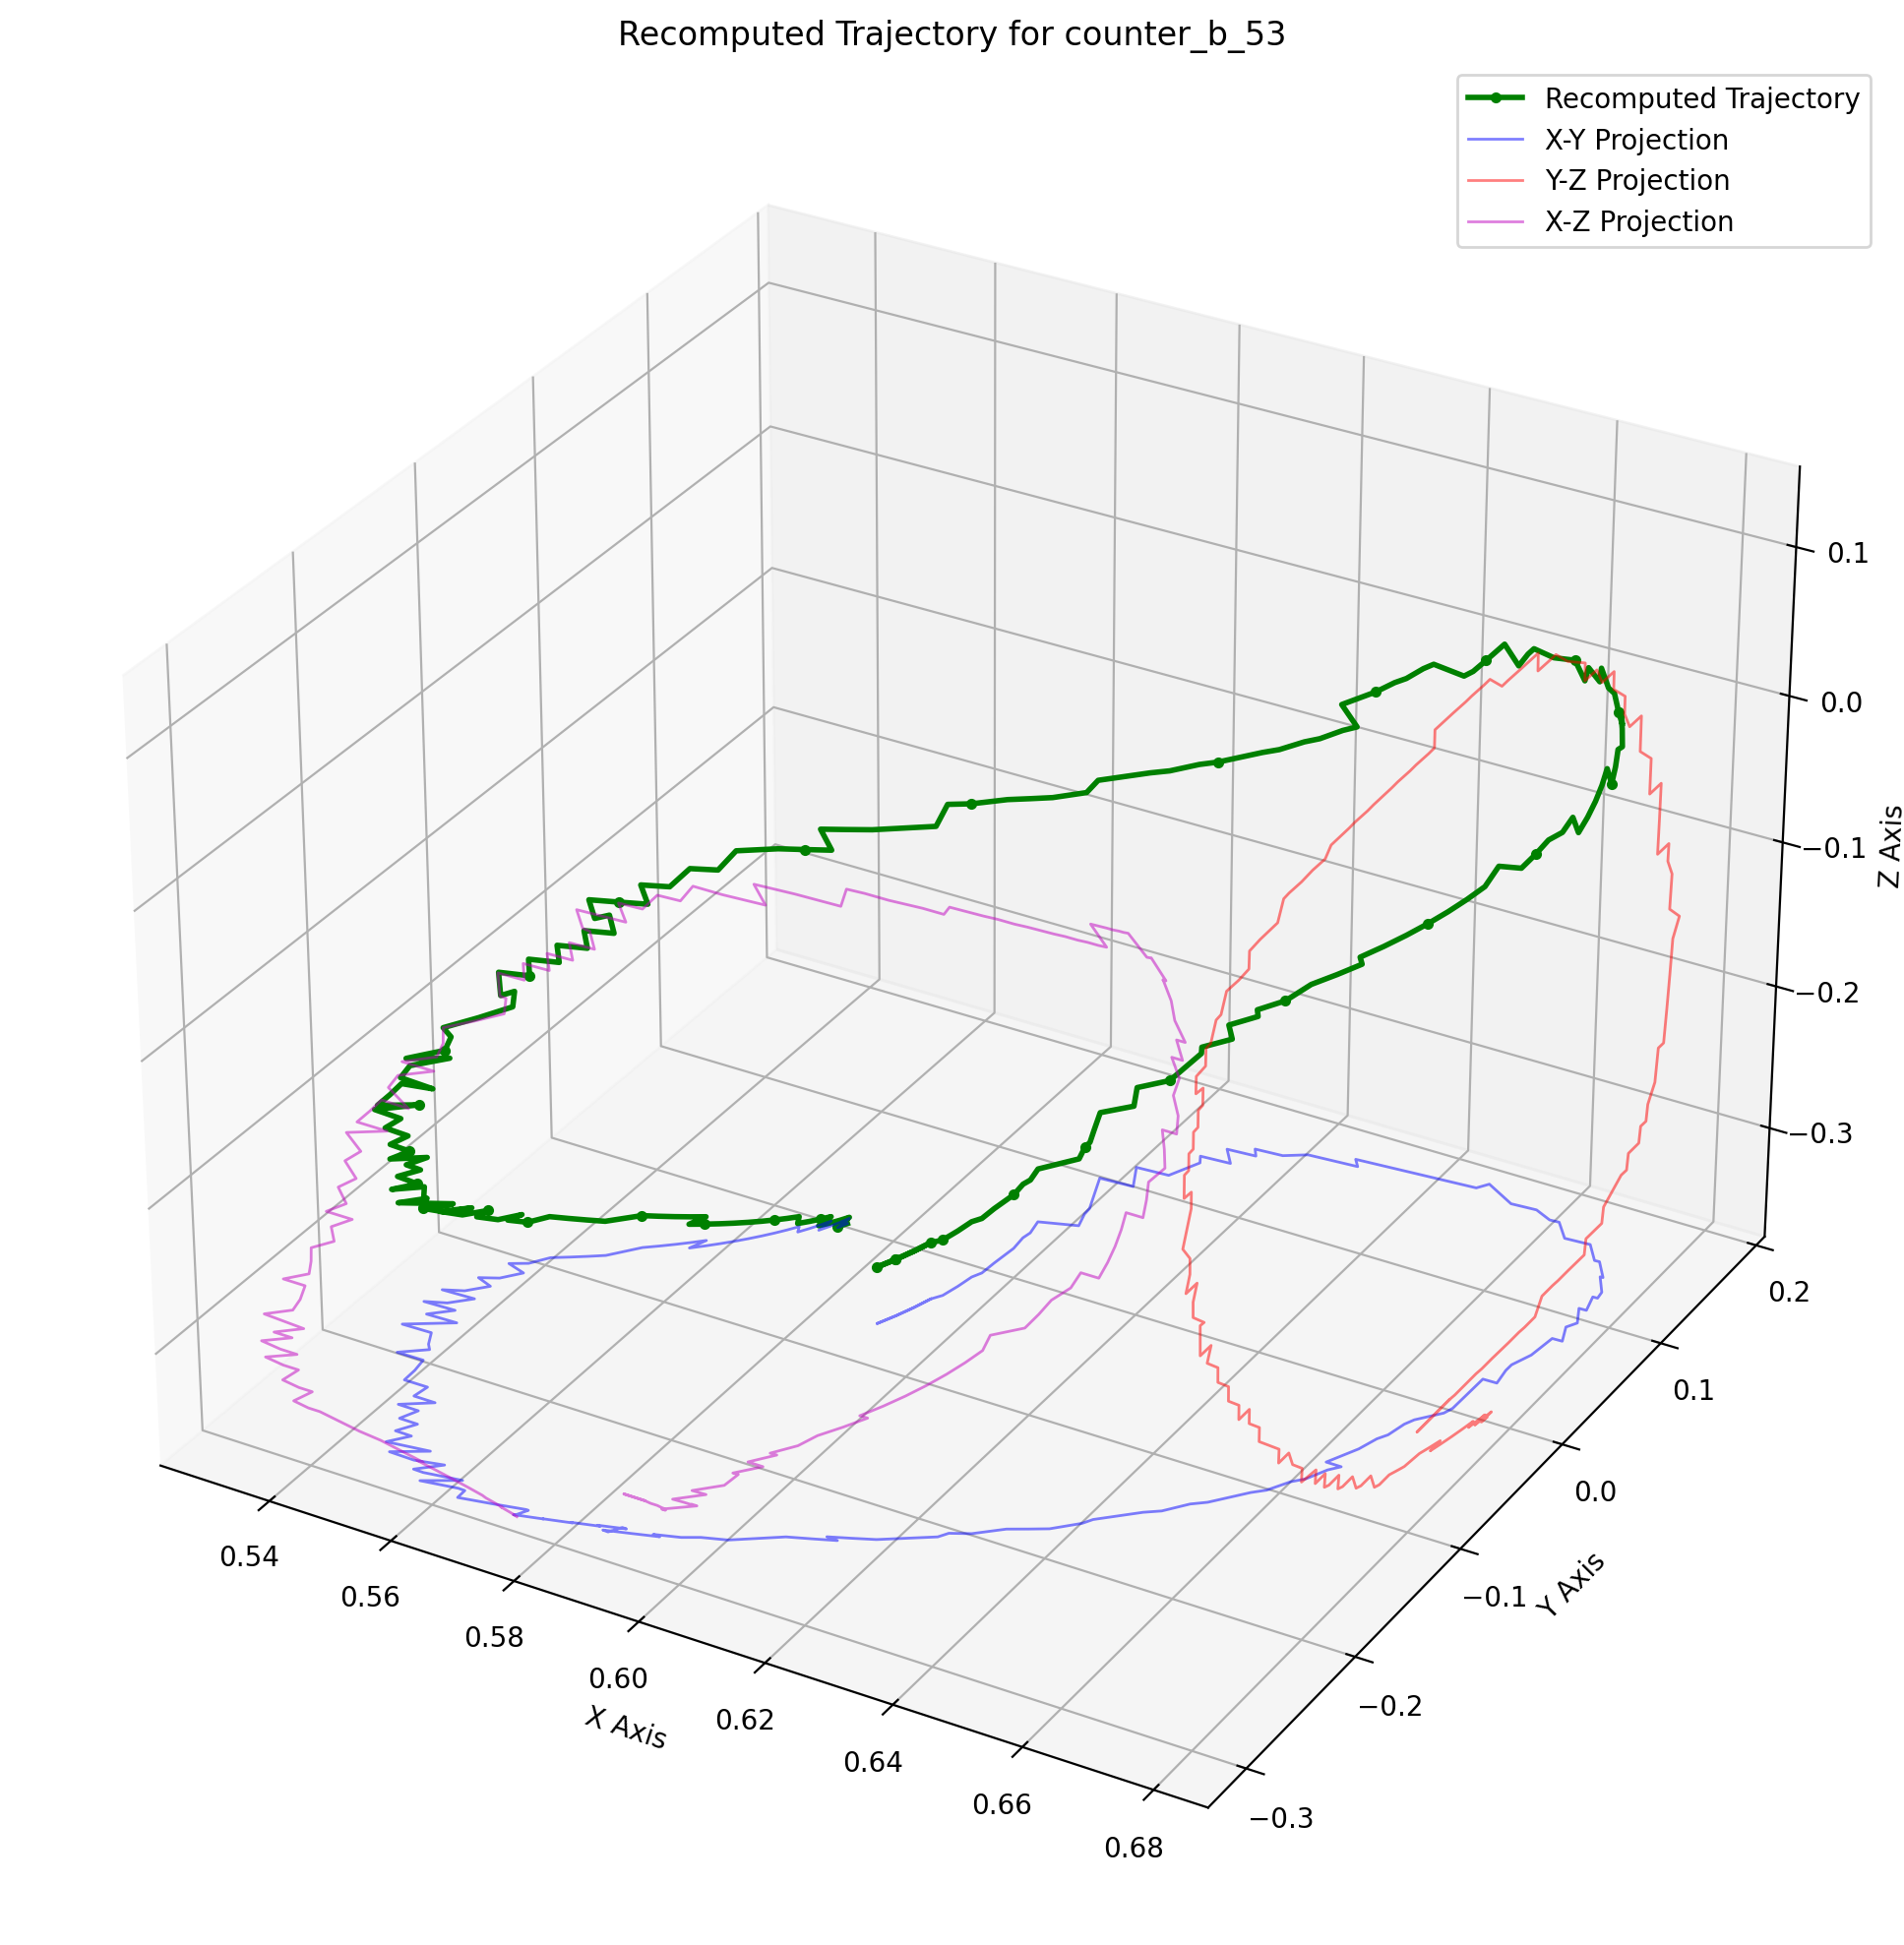 Recomputed Trajectory for counter_b_53
Recomputed Trajectory
X-Y Projection
Y-Z Projection
X-Z Projection
0.1
0.0
−0.1
−0.2
−0.3
Z Axis
0.2
0.1
0.0
−0.1
−0.2
−0.3
Y Axis
0.54
0.56
0.58
0.60
0.62
0.64
0.66
0.68
X Axis